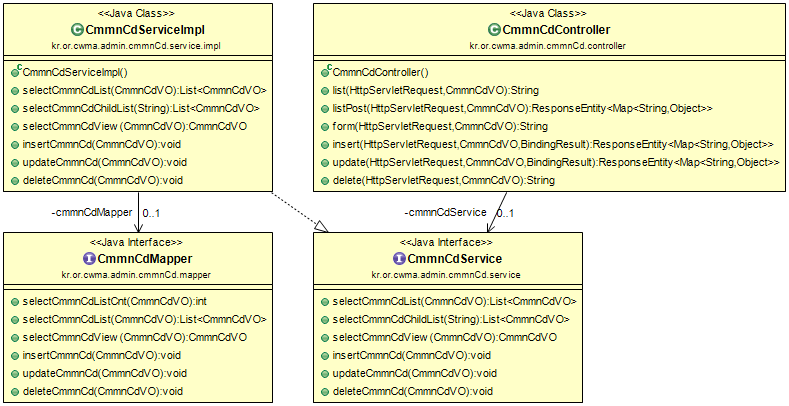 <<Java Class>>
CmmnCdServiceImpl
kr.or.cwma.admin.cmmnCd.service.impl
CmmnCdServiceImpl()
selectCmmnCdList(CmmnCdVO):List<CmmnCdVO>
selectCmmnCdChildList(String):List<CmmnCdVO>
selectCmmnCdView (CmmnCdVO):CmmnCdVO
insertCmmnCd(CmmnCdVO):void
updateCmmnCd(CmmnCdVO):void
deleteCmmnCd(CmmnCdVO):void
<<Java Class>>
CmmnCdController
kr.or.cwma.admin.cmmnCd.controller
CmmnCdController()
list(HttpServletRequest,CmmnCdVO):String
listPost(HttpServletRequest,CmmnCdVO):ResponseEntity<Map<String,Object>>
form(HttpServletRequest,CmmnCdVO):String
insert(HttpServletRequest,CmmnCdVO,BindingResult):ResponseEntity<Map<String,Object>>
update(HttpServletRequest,CmmnCdVO,BindingResult):ResponseEntity<Map<String,Object>>
delete(HttpServletRequest,CmmnCdVO):String
-cmmnCdMapper 0..1
-cmmnCdService 0..1
<<Java Interface>>
CmmnCdMapper
kr.or.cwma.admin.cmmnCd.mapper
selectCmmnCdListCnt(CmmnCdVO):int
selectCmmnCdList(CmmnCdVO):List<CmmnCdVO>
selectCmmnCdView (CmmnCdVO):CmmnCdVO
insertCmmnCd(CmmnCdVO):void
updateCmmnCd(CmmnCdVO):void
deleteCmmnCd(CmmnCdVO):void
<<Java Interface>>
CmmnCdService
kr.or.cwma.admin.cmmnCd.service
selectCmmnCdList(CmmnCdVO):List<CmmnCdVO>
selectCmmnCdChildList(String):List<CmmnCdVO>
selectCmmnCdView (CmmnCdVO):CmmnCdVO
insertCmmnCd(CmmnCdVO):void
updateCmmnCd(CmmnCdVO):void
deleteCmmnCd(CmmnCdVO):void